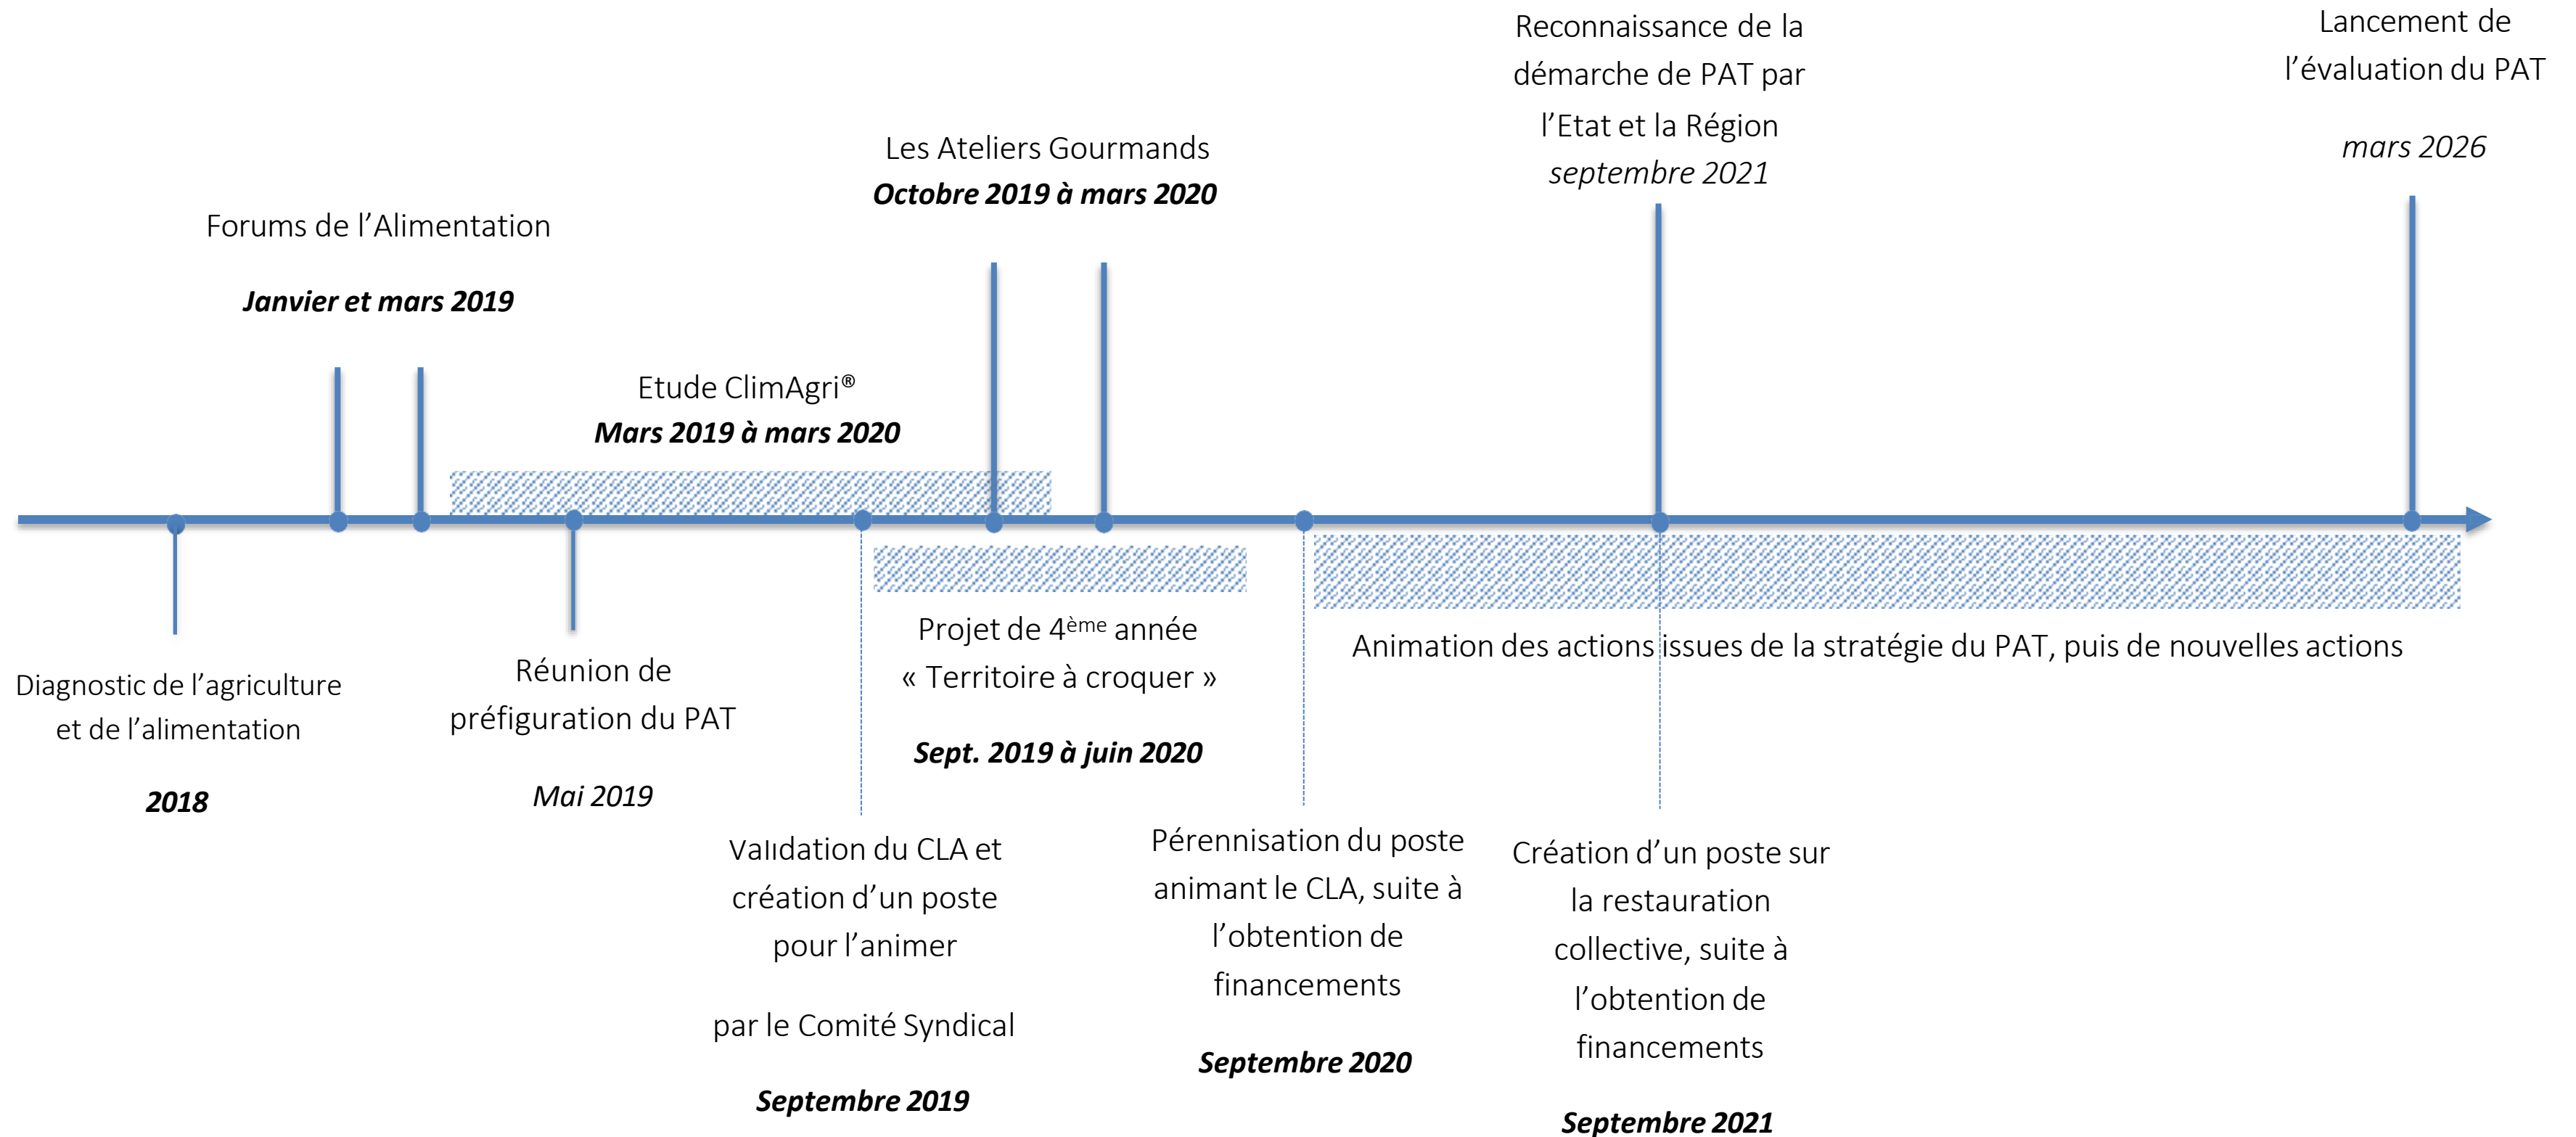 Reconnaissance de la
démarche de PAT par
l’Etat et la Région
septembre 2021
Lancement de
l’évaluation du PAT
mars 2026
Les Ateliers Gourmands
Octobre 2019 à mars 2020
Forums de l’Alimentation
Janvier et mars 2019
Etude ClimAgri®
Mars 2019 à mars 2020
Diagnostic de l’agriculture
et de l’alimentation
2018
Réunion de
préfiguration du PAT
Mai 2019
Projet de 4ème année
« Territoire à croquer »
Sept. 2019 à juin 2020
Animation des actions issues de la stratégie du PAT, puis de nouvelles actions
Validation du CLA et
création d’un poste
pour l’animer
par le Comité Syndical
Septembre 2019
Pérennisation du poste
animant le CLA, suite à
l’obtention de
financements
Septembre 2020
Création d’un poste sur
la restauration
collective, suite à
l’obtention de
financements
Septembre 2021